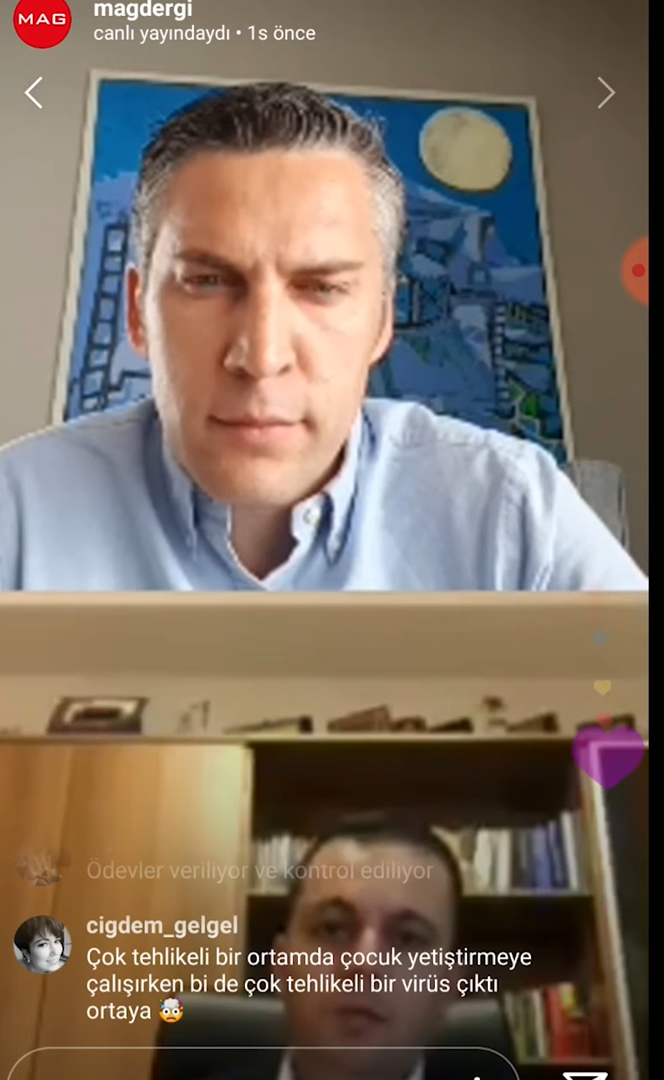 MAG
magdergi
canlı yayındaydı • 1s önce
Ödevler veriliyor ve kontrol ediliyor
cigdem_gelgel
Çok tehlikeli bir ortamda çocuk yetiştirmeye
çalışırken bi de çok tehlikeli bir virüs çıktı
ortaya 🤯